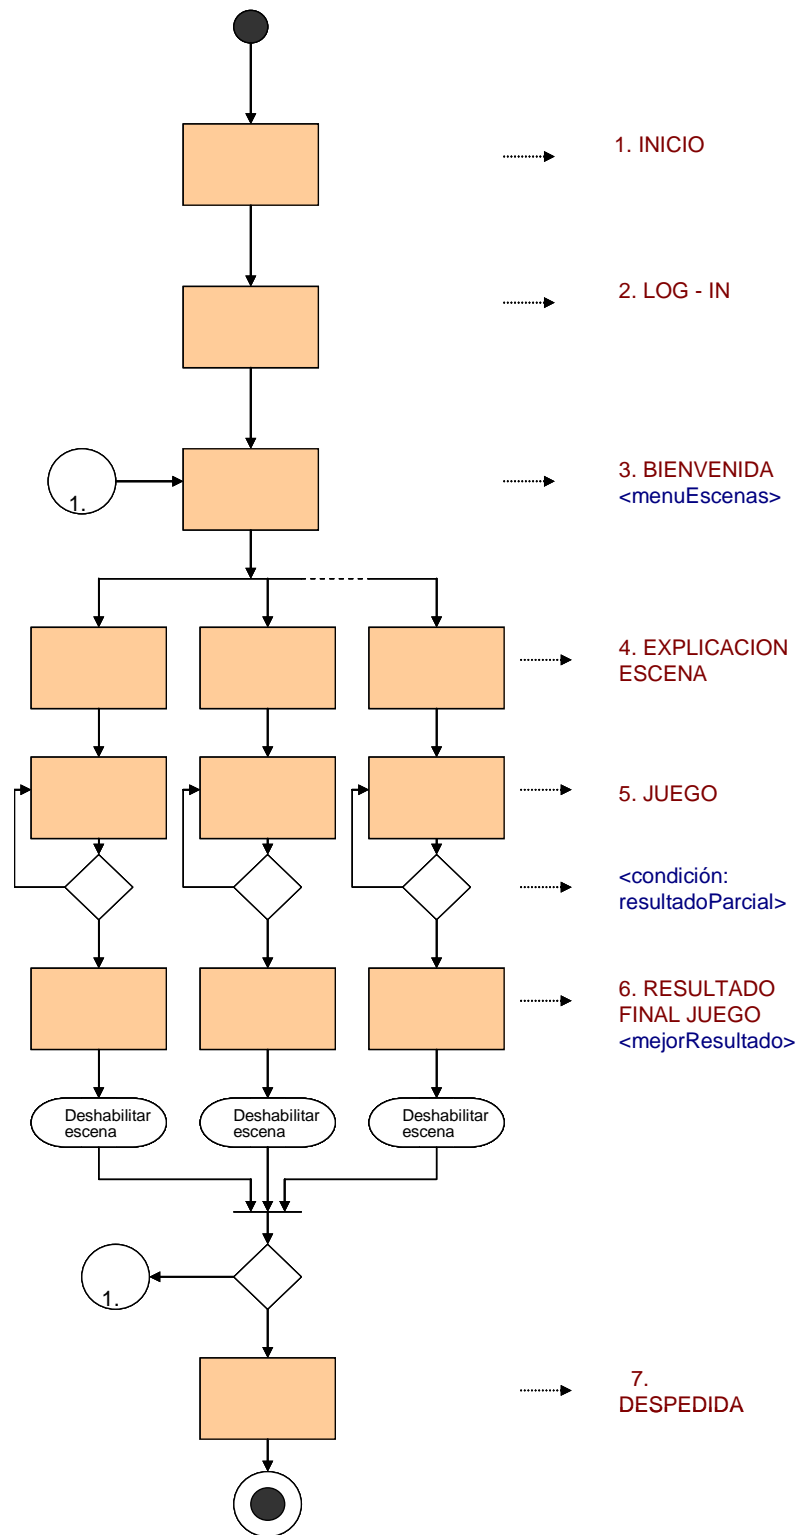 1. INICIO
2. LOG - IN
1.
3. BIENVENIDA
<menuEscenas>
4. EXPLICACION
ESCENA
5. JUEGO
<condición:
resultadoParcial>
6. RESULTADO
FINAL JUEGO
<mejorResultado>
Deshabilitar
escena
Deshabilitar
escena
Deshabilitar
escena
1.
7.
DESPEDIDA